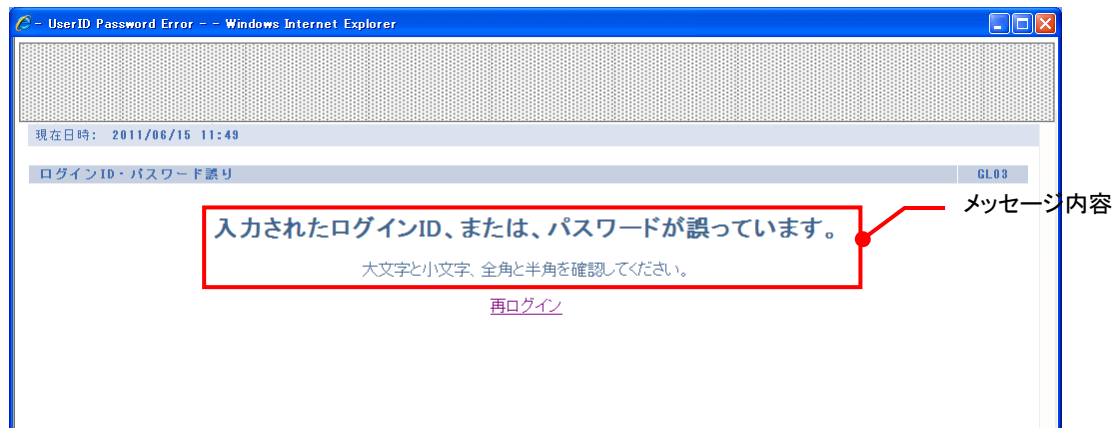 - UserID Password Error - - Windows Internet Explorer
現在日時: 2011/06/15 11:49
ログインID・パスワード誤り GL03
メッセージ内容
入力されたログインID、または、パスワードが誤っています。
大文字と小文字、全角と半角を確認してください。
再ログイン